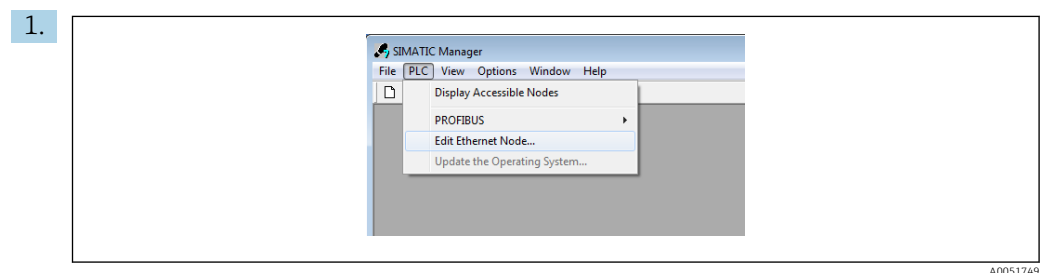 1.
SIMATIC Manager
File PLC View Options Window Help
Display Accessible Nodes
PROFIBUS
Edit Ethernet Node...
Update the Operating System...
A0051749